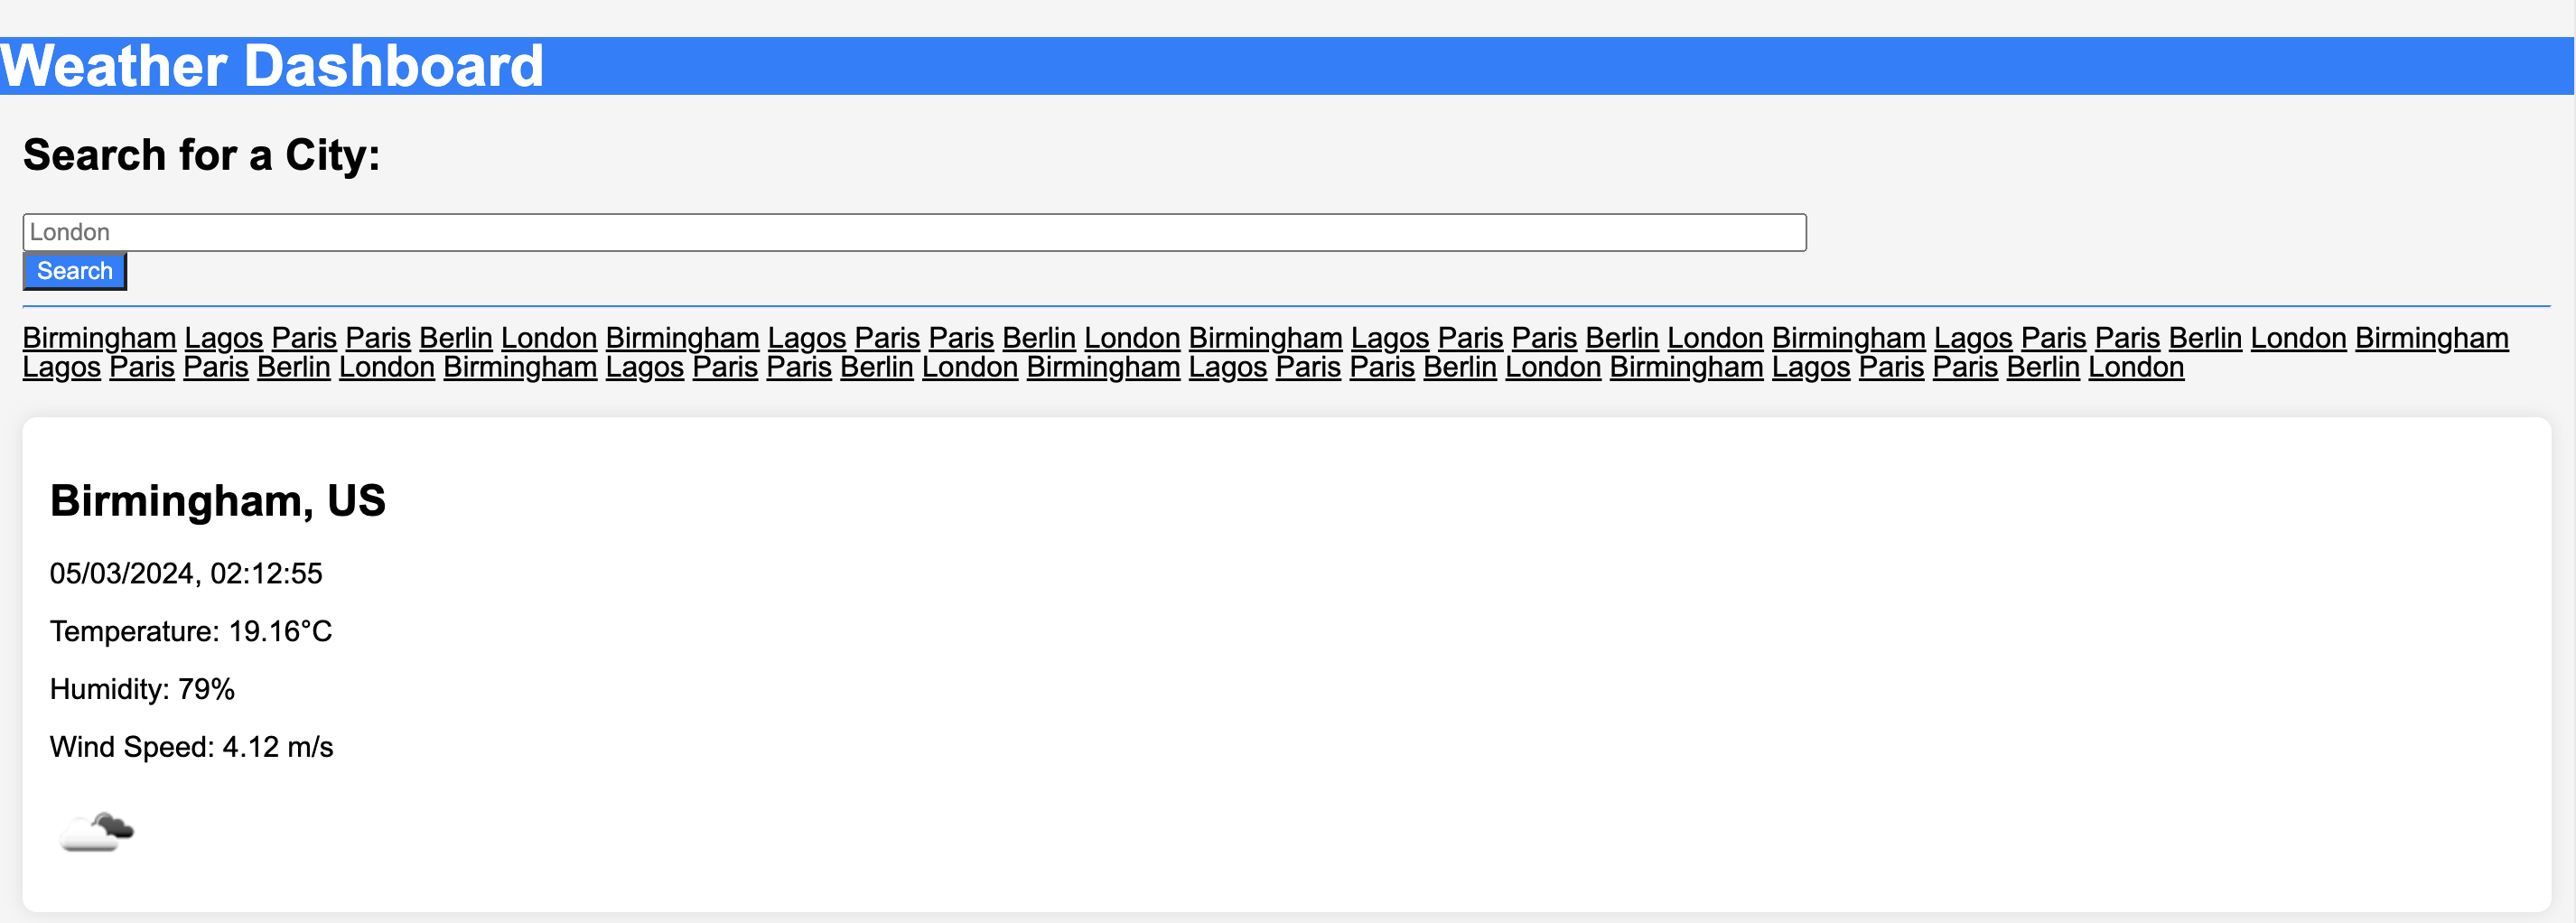 Weather Dashboard
Search for a City:
London
Search
Birmingham Lagos Paris Paris Berlin London Birmingham Lagos Paris Paris Berlin London Birmingham Lagos Paris Paris Berlin London Birmingham Lagos Paris Paris Berlin London Birmingham
Lagos Paris Paris Berlin London Birmingham Lagos Paris Paris Berlin London Birmingham Lagos Paris Paris Berlin London Birmingham Lagos Paris Paris Berlin London
Birmingham, US
05/03/2024, 02:12:55
Temperature: 19.16°C
Humidity: 79%
Wind Speed: 4.12 m/s